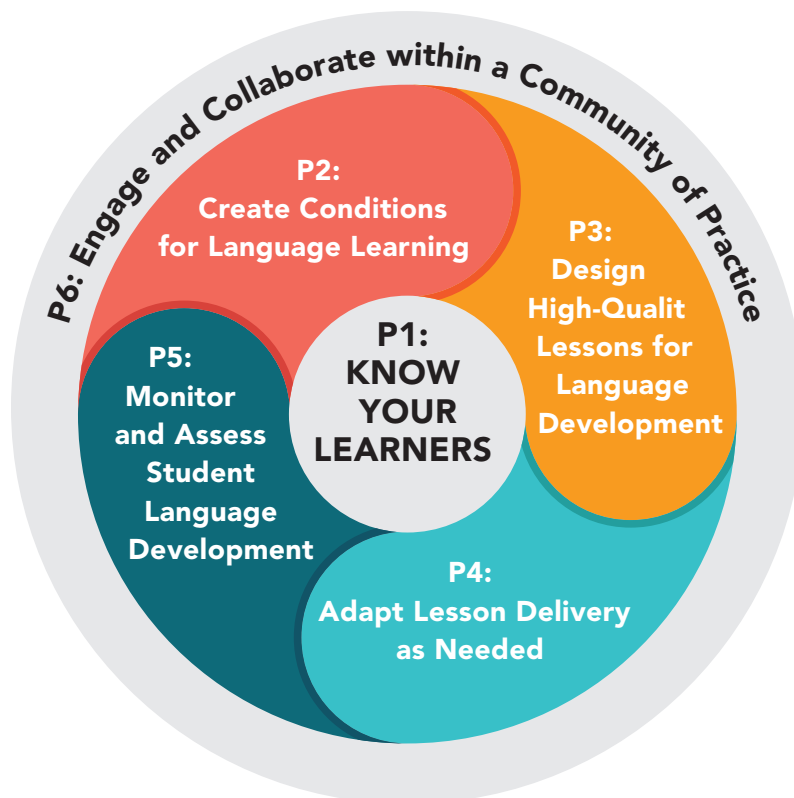 P6: Engage and Collaborate within a Community of Practice
P2:
Create Conditions
for Language Learning
P3:
Design
High-Qualit
Lessons for
Language
Development
P1:
KNOW
YOUR
LEARNERS
P5:
Monitor
and Assess
Student
Language
Development
P4:
Adapt Lesson Delivery
as Needed